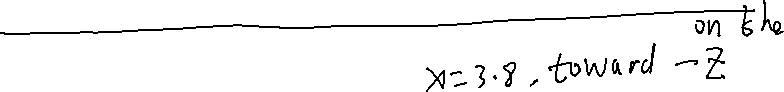 on the
x=3.8, toward -Z